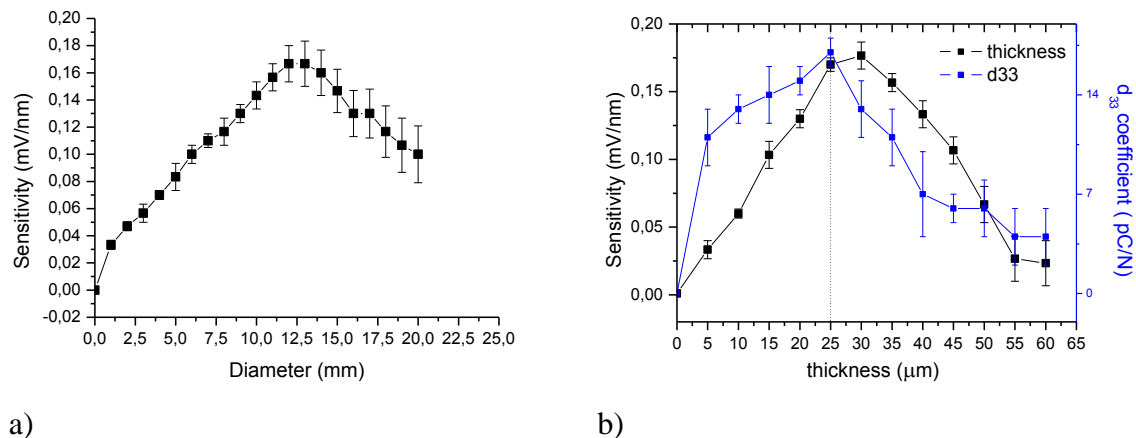 0,20
0,18
0,16
0,14
0,12
0,10
0,08
0,06
0,04
0,02
0,00
-0,02
Sensitivity (mV/nm)
0,0 2,5 5,0 7,5 10,0 12,5 15,0 17,5 20,0 22,5 25,0
Diameter (mm)
a)
0,20
0,15
0,10
0,05
0,00
Sensitivity (mV/nm)
thickness
d33
14
7
0
d33 coefficient ( pC/N)
0 5 10 15 20 25 30 35 40 45 50 55 60 65
thickness (μm)
b)